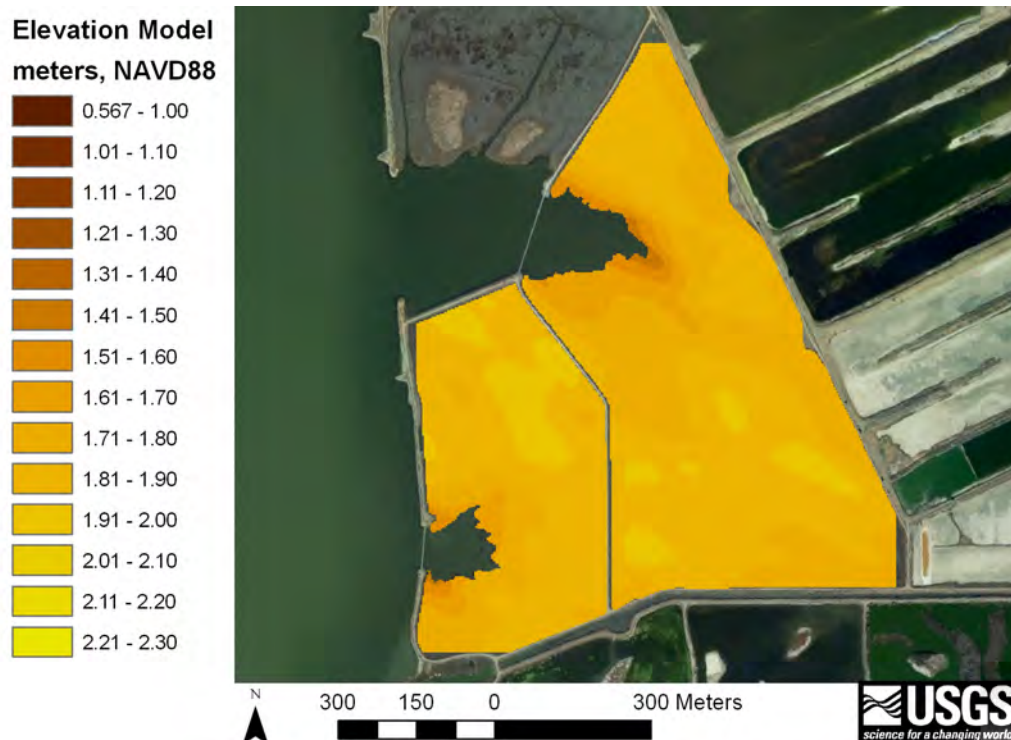 Elevation Model
meters, NAVD88
0.567 - 1.00
1.01 - 1.10
1.11 - 1.20
1.21 - 1.30
1.31 - 1.40
1.41 - 1.50
1.51 - 1.60
1.61 - 1.70
1.71 - 1.80
1.81 - 1.90
1.91 - 2.00
2.01 - 2.10
2.11 - 2.20
2.21 - 2.30
N
300 150 0 300 Meters
USGS
science for a changing world